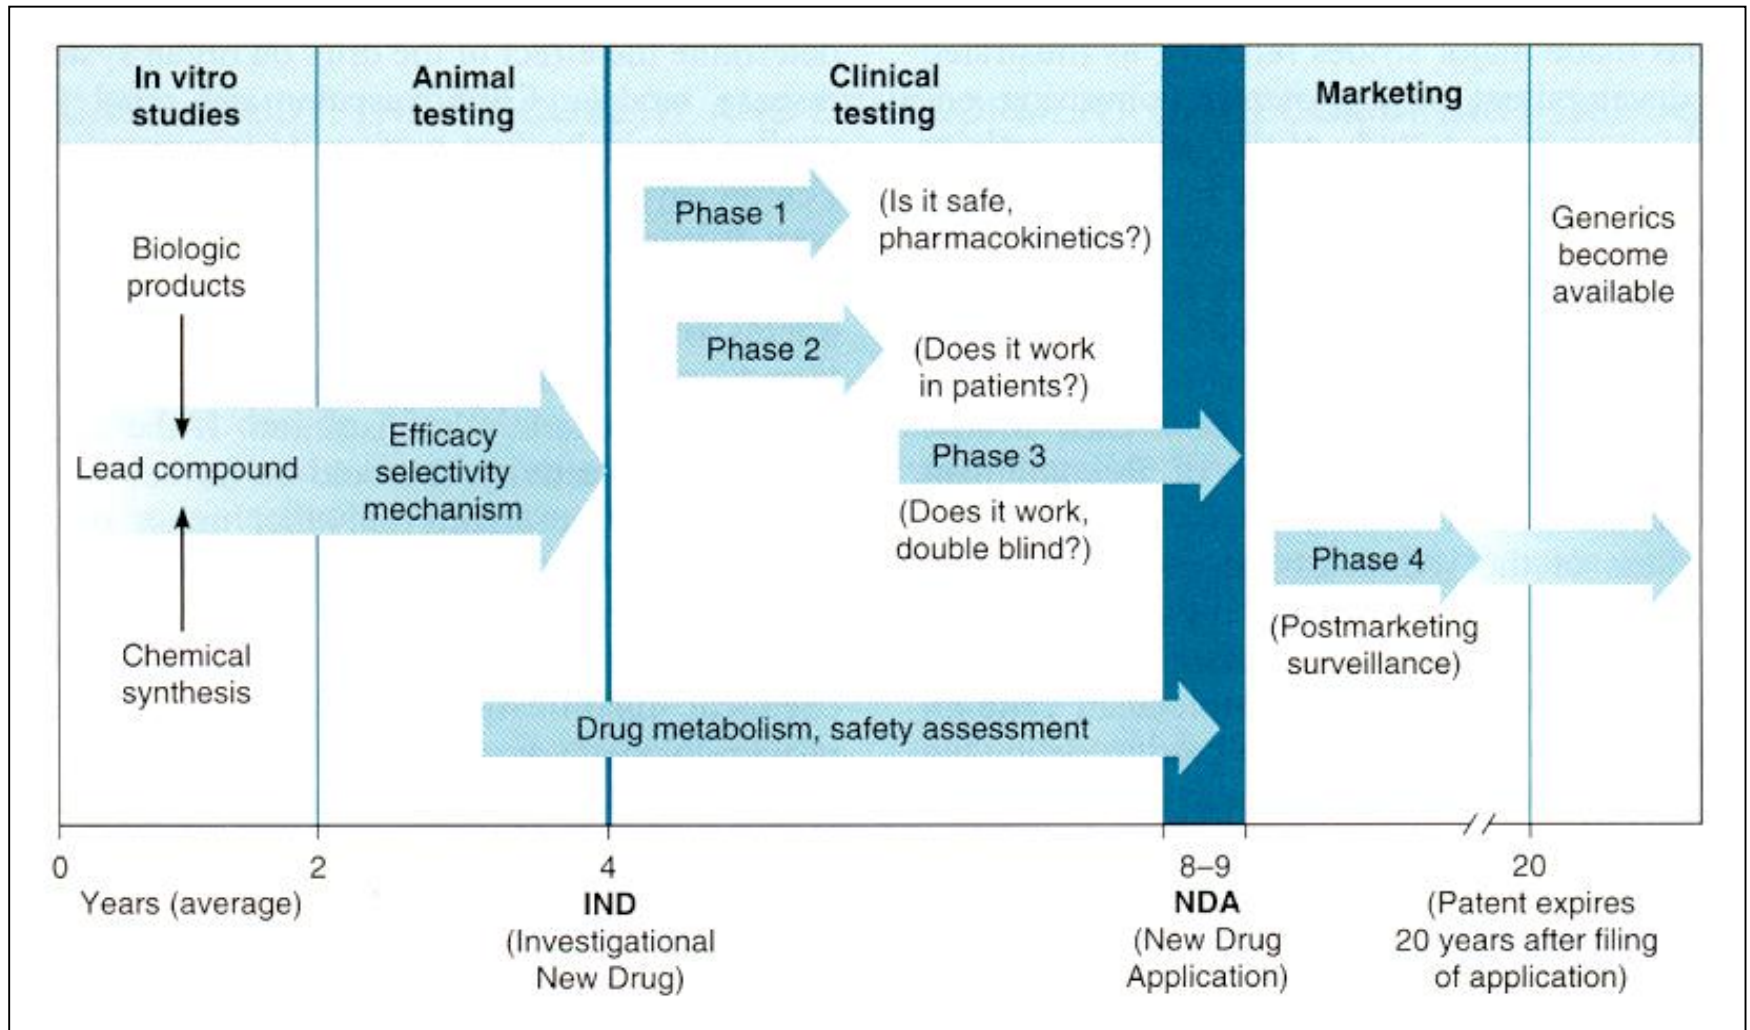 In vitro
studies
Animal
testing
Clinical
testing
Marketing
Biologic
products
Lead compound
Chemical
synthesis
Efficacy
selectivity
mechanism
Phase 1
(Is it safe,
pharmacokinetics?)
Phase 2
(Does it work
in patients?)
Phase 3
(Does it work,
double blind?)
Drug metabolism, safety assessment
Phase 4
(Postmarketing
surveillance)
Generics
become
available
0
2
4
8–9
20
Years (average)
IND
(Investigational
New Drug)
NDA
(New Drug
Application)
(Patent expires
20 years after filing
of application)